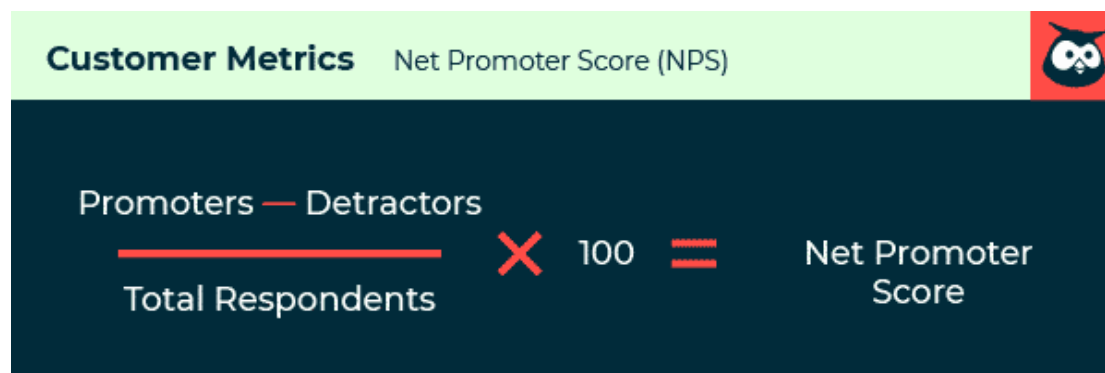 Customer Metrics Net Promoter Score (NPS)
Promoters — Detractors
Total Respondents
× 100 =
Net Promoter
Score